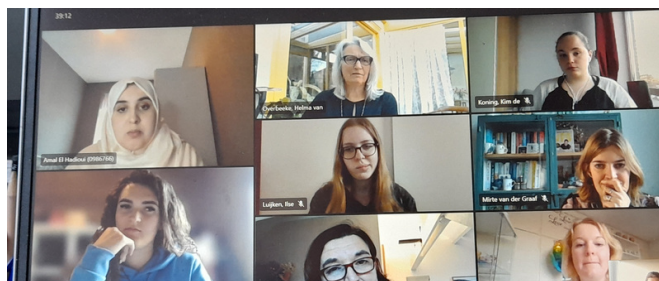 39:12
Overbeeke, Helma van
Koning, Kim de
Amal El Hadioui (0986766)
Luijken, Ilse
Mirte van der Graaf